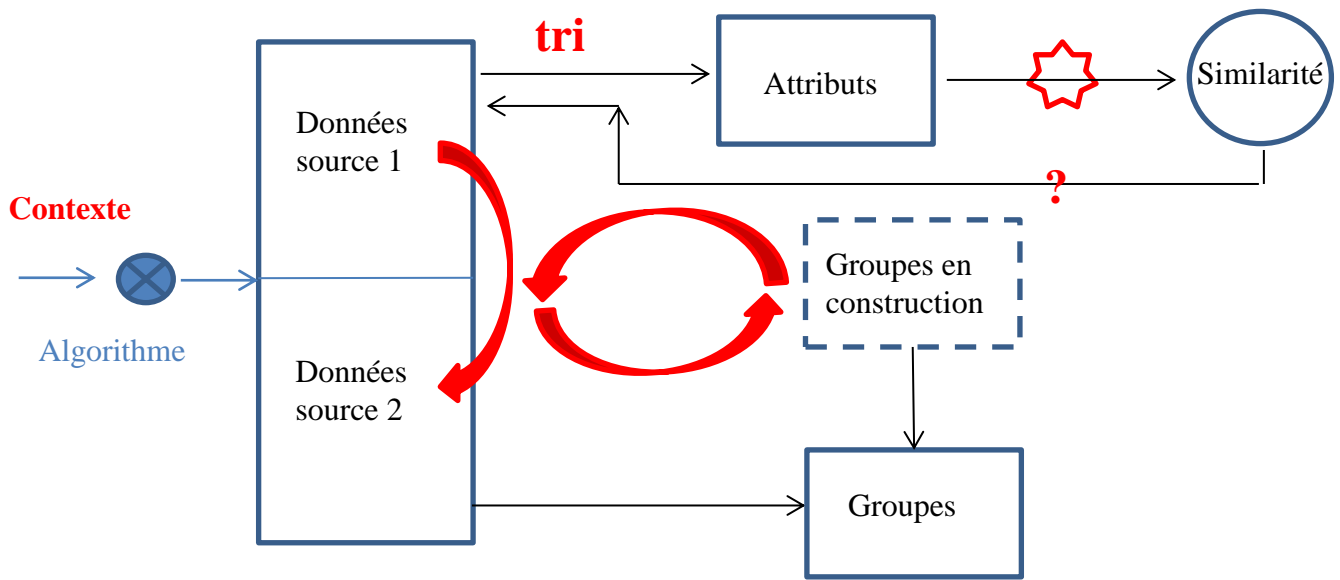 tri
Attributs
Similarité
Données
source 1
?
Contexte
Groupes en
construction
Algorithme
Données
source 2
Groupes